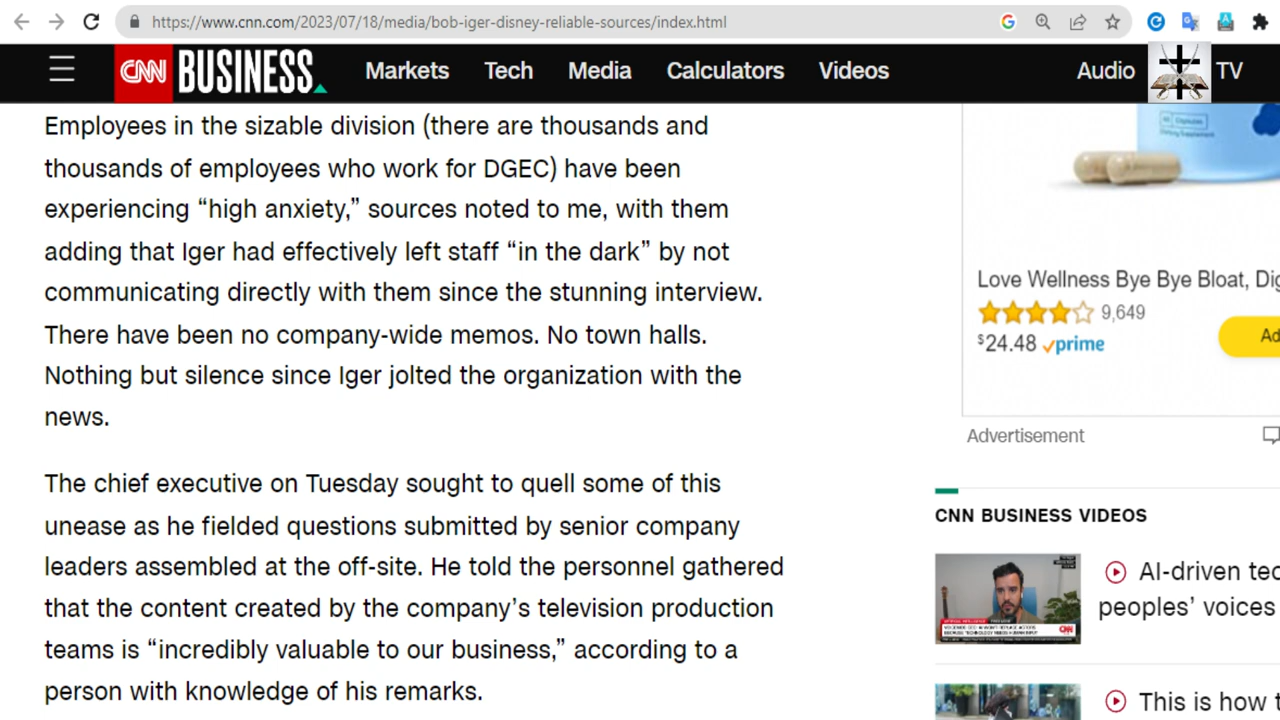 https://www.cnn.com/2023/07/18/media/bob-iger-disney-reliable-sources/index.html
CNN BUSINESS Markets Tech Media Calculators Videos Audio TV
Employees in the sizable division (there are thousands and
thousands of employees who work for DGEC) have been
experiencing “high anxiety,” sources noted to me, with them
adding that Iger had effectively left staff “in the dark” by not
communicating directly with them since the stunning interview.
There have been no company-wide memos. No town halls.
Nothing but silence since Iger jolted the organization with the
news.
The chief executive on Tuesday sought to quell some of this
unease as he fielded questions submitted by senior company
leaders assembled at the off-site. He told the personnel gathered
that the content created by the company’s television production
teams is “incredibly valuable to our business,” according to a
person with knowledge of his remarks.
Love Wellness Bye Bye Bloat, Dig
9,649
$24.48 prime
Ad
Advertisement
CNN BUSINESS VIDEOS
AI-driven tec
peoples’ voices
This is how t